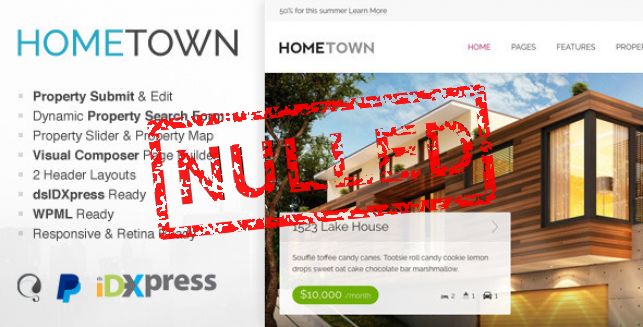 HOMETOWN
Property Submit & Edit
Dynamic Property Search Form
Property Slider & Property Map
Visual Composer Page Builder
2 Header Layouts
dsIDXpress Ready
WPML Ready
Responsive & Retina Ready
iDXpress
50% for this summer Learn More
HOMETOWN
HOME PAGES FEATURES
NULLED
1523 Lake House
Soufflé toffee candy canes. Tootsie roll candy cookie lemon
drops sweet oat cake chocolate bar marshmallow.
$10,000 /month
2 1 1